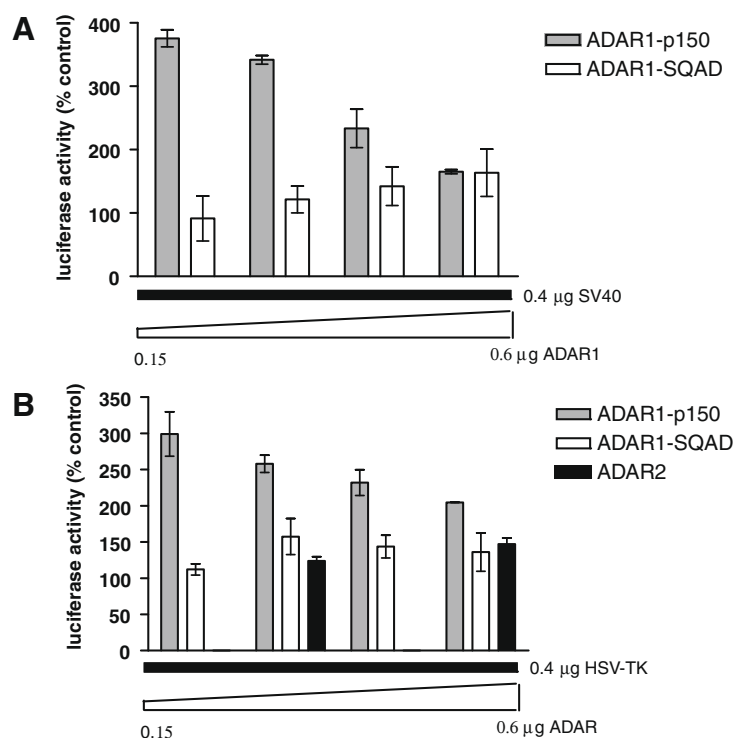 A
luciferase activity (% control)
400
300
200
100
0
ADAR1-p150
ADAR1-SQAD
0.4 µg SV40
0.15
0.6 µg ADAR1
B
luciferase activity (% control)
350
300
250
200
150
100
50
0
ADAR1-p150
ADAR1-SQAD
ADAR2
0.4 µg HSV-TK
0.15
0.6 µg ADAR